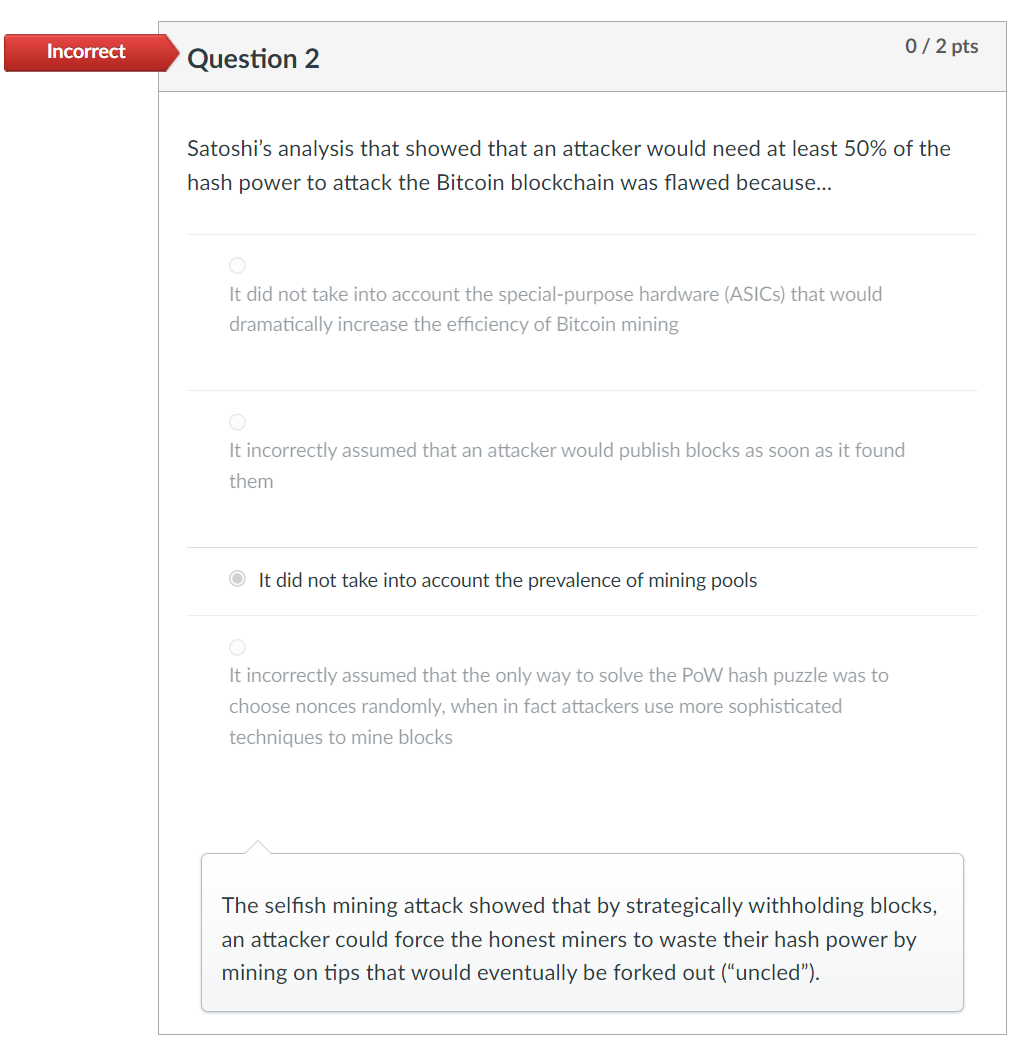 Incorrect
Question 2
0 / 2 pts
Satoshi’s analysis that showed that an attacker would need at least 50% of the
hash power to attack the Bitcoin blockchain was flawed because...
It did not take into account the special-purpose hardware (ASICs) that would
dramatically increase the efficiency of Bitcoin mining
It incorrectly assumed that an attacker would publish blocks as soon as it found
them
It did not take into account the prevalence of mining pools
It incorrectly assumed that the only way to solve the PoW hash puzzle was to
choose nonces randomly, when in fact attackers use more sophisticated
techniques to mine blocks
The selfish mining attack showed that by strategically withholding blocks,
an attacker could force the honest miners to waste their hash power by
mining on tips that would eventually be forked out (“uncled”).